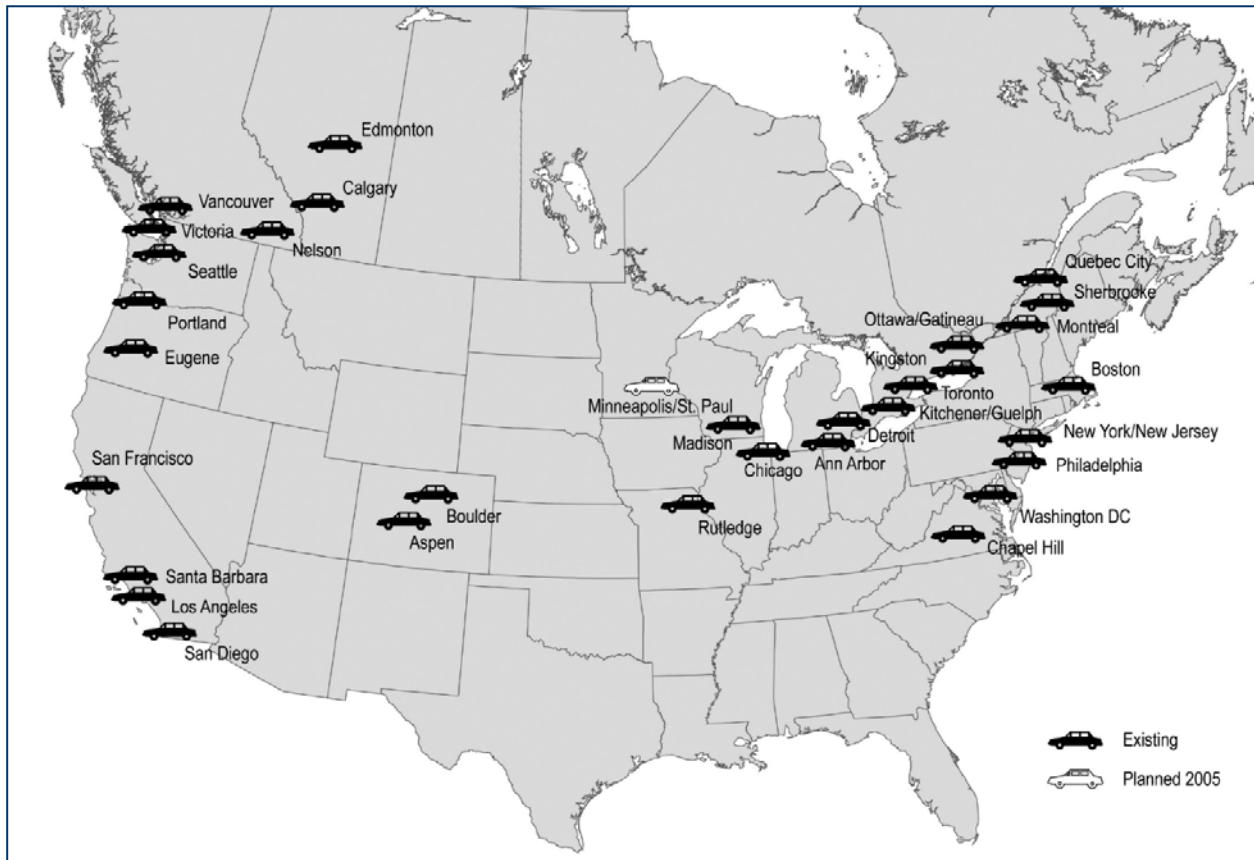 Edmonton
Calgary
Vancouver
Victoria
Nelson
Seattle
Portland
Eugene
Quebec City
Sherbrooke
Ottawa/Gatineau
Montreal
Kingston
Boston
Toronto
Minneapolis/St. Paul
Kitchener/Guelph
Madison
Detroit
New York/New Jersey
Chicago
Ann Arbor
San Francisco
Philadelphia
Boulder
Washington DC
Rutledge
Aspen
Chapel Hill
Santa Barbara
Los Angeles
San Diego
Existing
Planned 2005